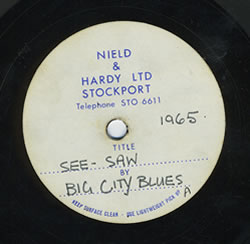 NIELD
&
HARDY LTD
STOCKPORT
Telephone STO 6611
1965.
TITLE
SEE-SAW
BY
BIG CITY BLUES A
KEEP SURFACE CLEAN - USE LIGHTWEIGHT PICK UP